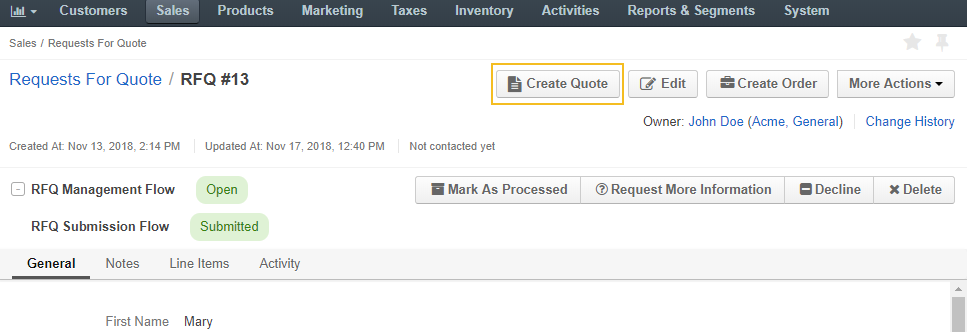 Customers Sales Products Marketing Taxes Inventory Activities Reports & Segments System
Sales / Requests For Quote
Requests For Quote / RFQ #13
Create Quote Edit Create Order More Actions
Owner: John Doe (Acme, General) Change History
Created At: Nov 13, 2018, 2:14 PM Updated At: Nov 17, 2018, 12:40 PM Not contacted yet
RFQ Management Flow Open Mark As Processed Request More Information Decline Delete
RFQ Submission Flow Submitted
General Notes Line Items Activity
First Name Mary